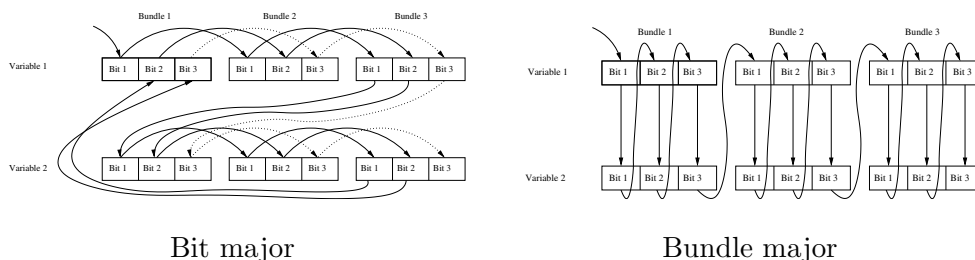 Bundle 1 Bundle 2 Bundle 3
Variable 1 Bit 1 Bit 2 Bit 3 Bit 1 Bit 2 Bit 3 Bit 1 Bit 2 Bit 3
Variable 2 Bit 1 Bit 2 Bit 3 Bit 1 Bit 2 Bit 3 Bit 1 Bit 2 Bit 3
Bit major
Bundle 1 Bundle 2 Bundle 3
Variable 1 Bit 1 Bit 2 Bit 3 Bit 1 Bit 2 Bit 3 Bit 1 Bit 2 Bit 3
Variable 2 Bit 1 Bit 2 Bit 3 Bit 1 Bit 2 Bit 3 Bit 1 Bit 2 Bit 3
Bundle major